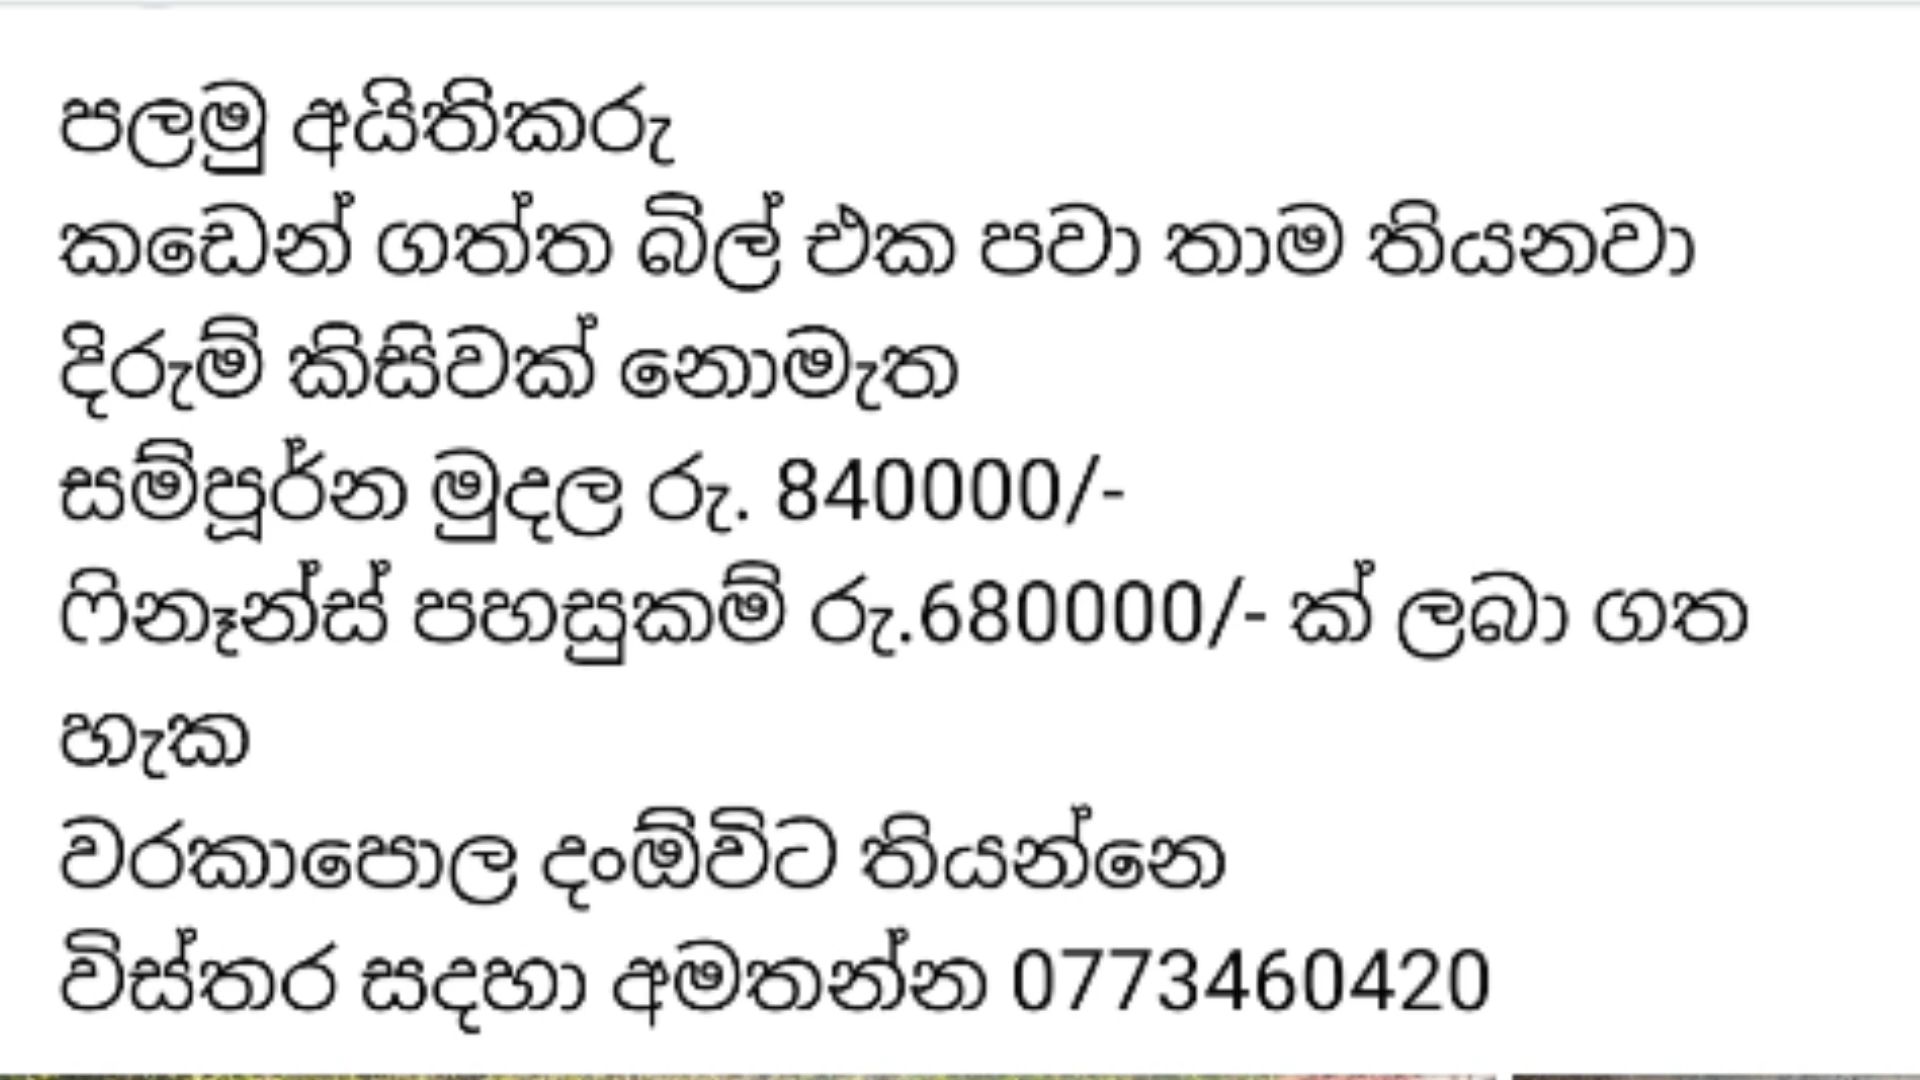 පලමු අයිතිකරු
කඩෙන් ගත්ත බිල් එක පවා තාම තියනවා
දිරුම් කිසිවක් නොමැත
සම්පූර්න මුදල රු. 840000/-
ෆිනෑන්ස් පහසුකම් රු.680000/- ක් ලබා ගත
හැක
වරකාපොල දංඕවිට තියන්නෙ
විස්තර සදහා අමතන්න 0773460420